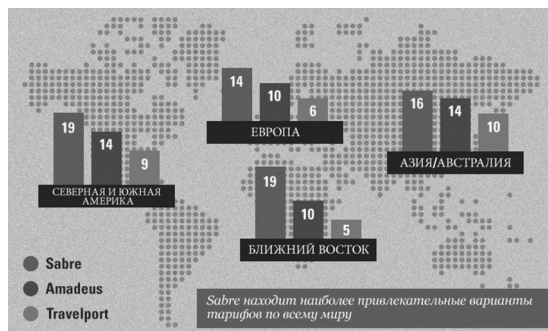 14
10
6
ЕВРОПА
16
14
10
АЗИЯ/АВСТРАЛИЯ
19
14
9
СЕВЕРНАЯ И ЮЖНАЯ
АМЕРИКА
19
10
5
БЛИЖНИЙ ВОСТОК
Sabre
Amadeus
Travelport
Sabre находит наиболее привлекательные варианты
тарифов по всему миру